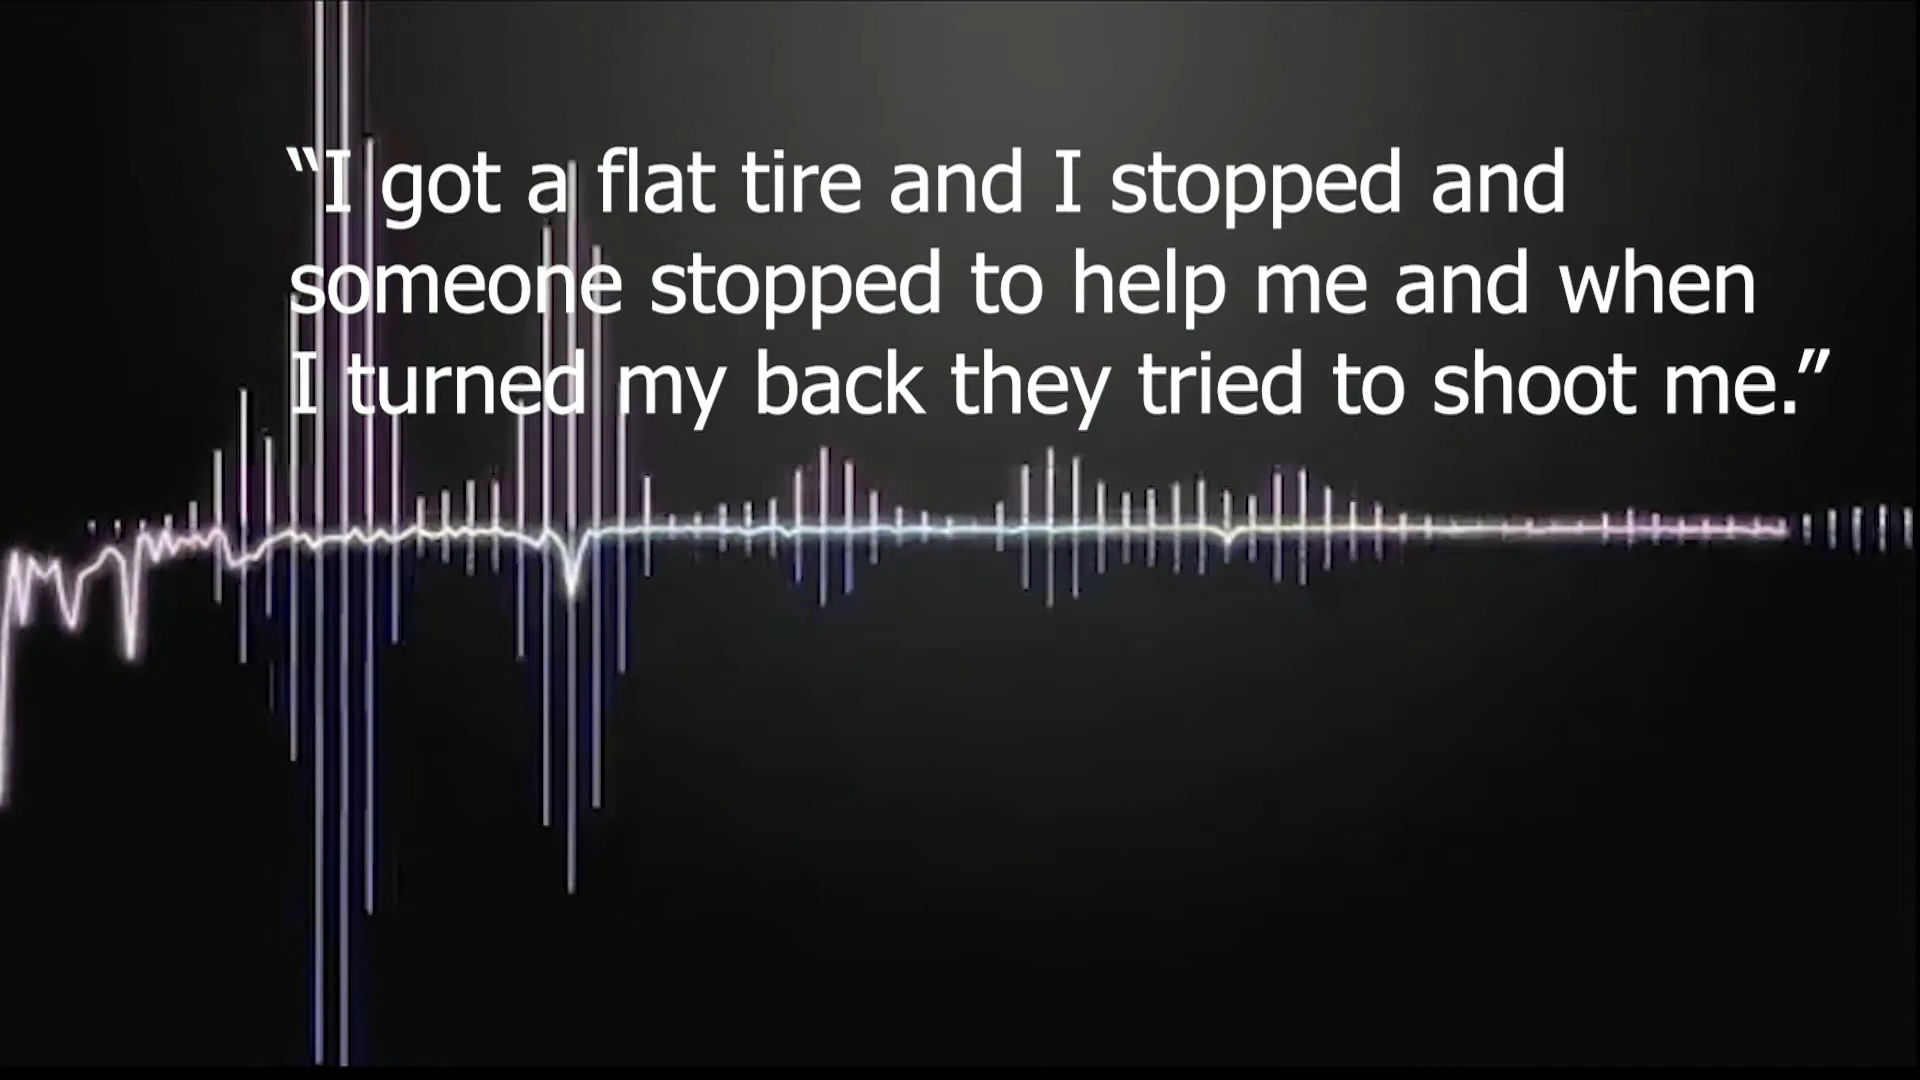 “I got a flat tire and I stopped and
someone stopped to help me and when
I turned my back they tried to shoot me.”